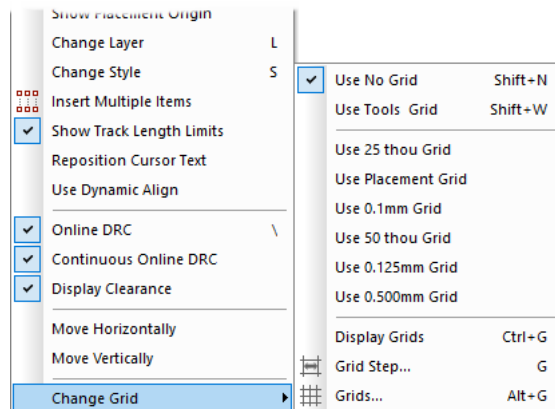 Show Placement Origin
Change Layer L
Change Style S
Insert Multiple Items
Show Track Length Limits
Reposition Cursor Text
Use Dynamic Align
Online DRC \
Continuous Online DRC
Display Clearance
Move Horizontally
Move Vertically
Change Grid
Use No Grid Shift+N
Use Tools Grid Shift+W
Use 25 thou Grid
Use Placement Grid
Use 0.1mm Grid
Use 50 thou Grid
Use 0.125mm Grid
Use 0.500mm Grid
Display Grids Ctrl+G
Grid Step... G
Grids... Alt+G